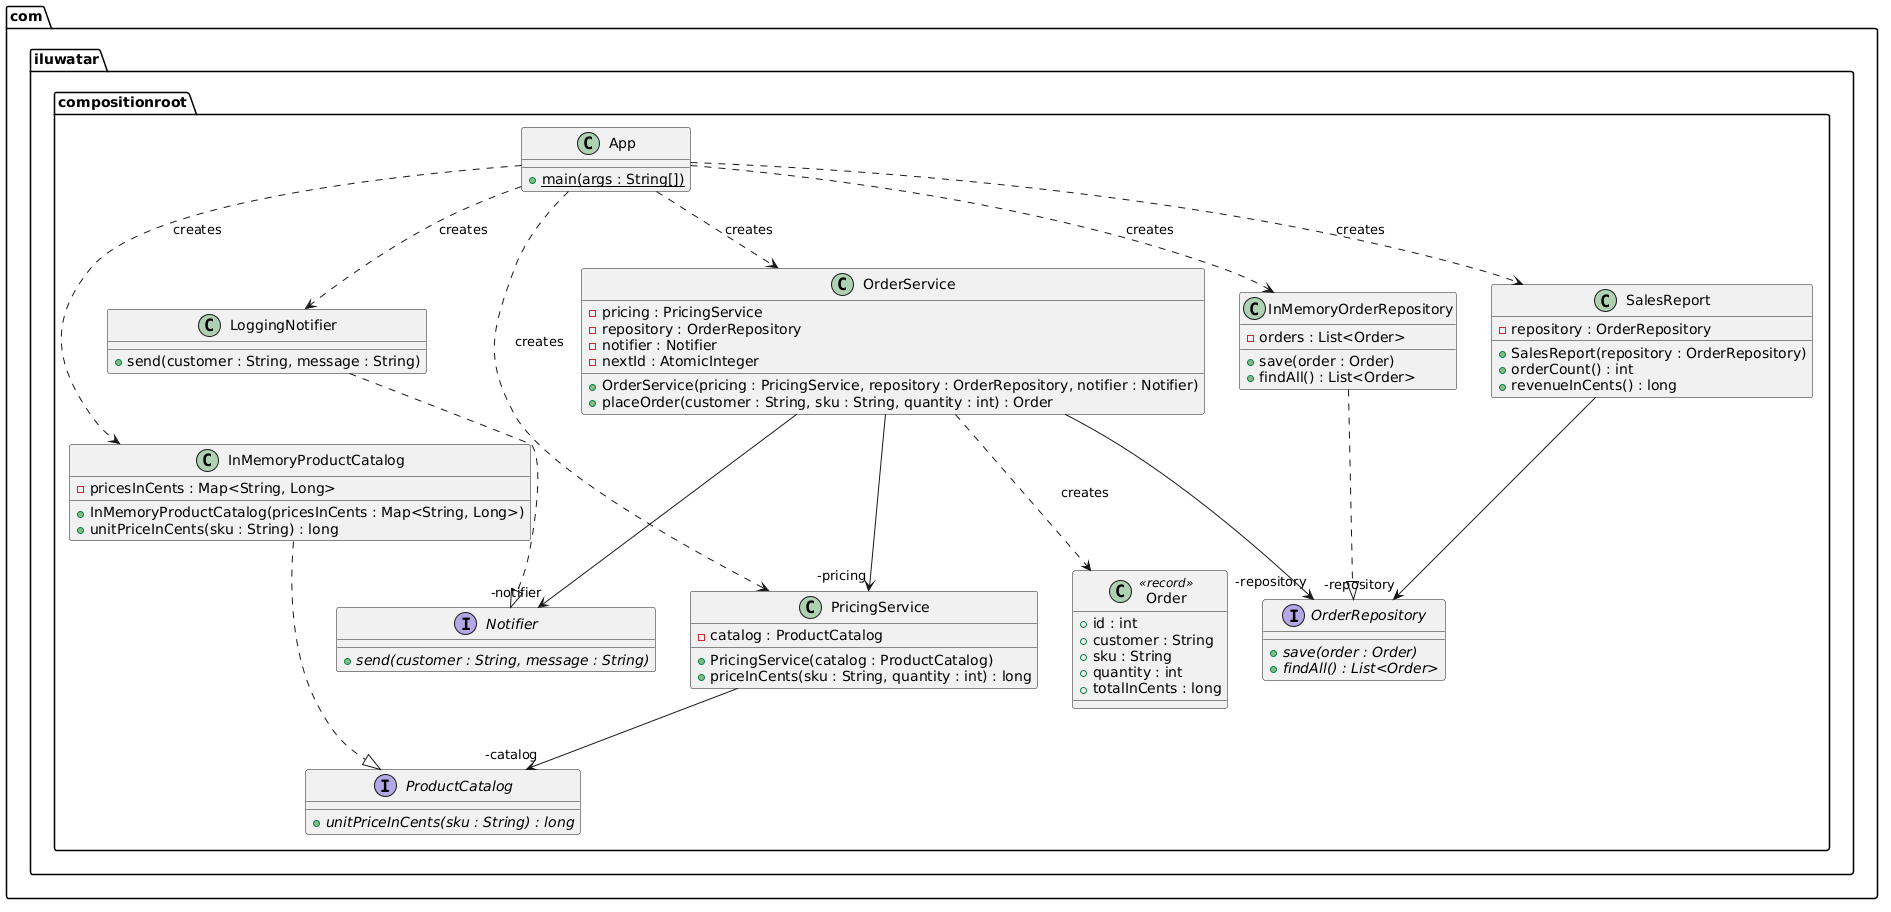 com
iluwatar
compositionroot
C App
main(args : String[])
creates
creates
creates
creates
creates
creates
C OrderService
pricing : PricingService
repository : OrderRepository
notifier : Notifier
nextId : AtomicInteger
OrderService(pricing : PricingService, repository : OrderRepository, notifier : Notifier)
placeOrder(customer : String, sku : String, quantity : int) : Order
C LoggingNotifier
send(customer : String, message : String)
C InMemoryOrderRepository
orders : List<Order>
save(order : Order)
findAll() : List<Order>
C SalesReport
repository : OrderRepository
SalesReport(repository : OrderRepository)
orderCount() : int
revenueInCents() : long
C InMemoryProductCatalog
pricesInCents : Map<String, Long>
InMemoryProductCatalog(pricesInCents : Map<String, Long>)
unitPriceInCents(sku : String) : long
creates
-notifier
-pricing
-repository
-repository
I Notifier
send(customer : String, message : String)
C PricingService
catalog : ProductCatalog
PricingService(catalog : ProductCatalog)
priceInCents(sku : String, quantity : int) : long
C «record»
Order
id : int
customer : String
sku : String
quantity : int
totalInCents : long
I OrderRepository
save(order : Order)
findAll() : List<Order>
-catalog
I ProductCatalog
unitPriceInCents(sku : String) : long